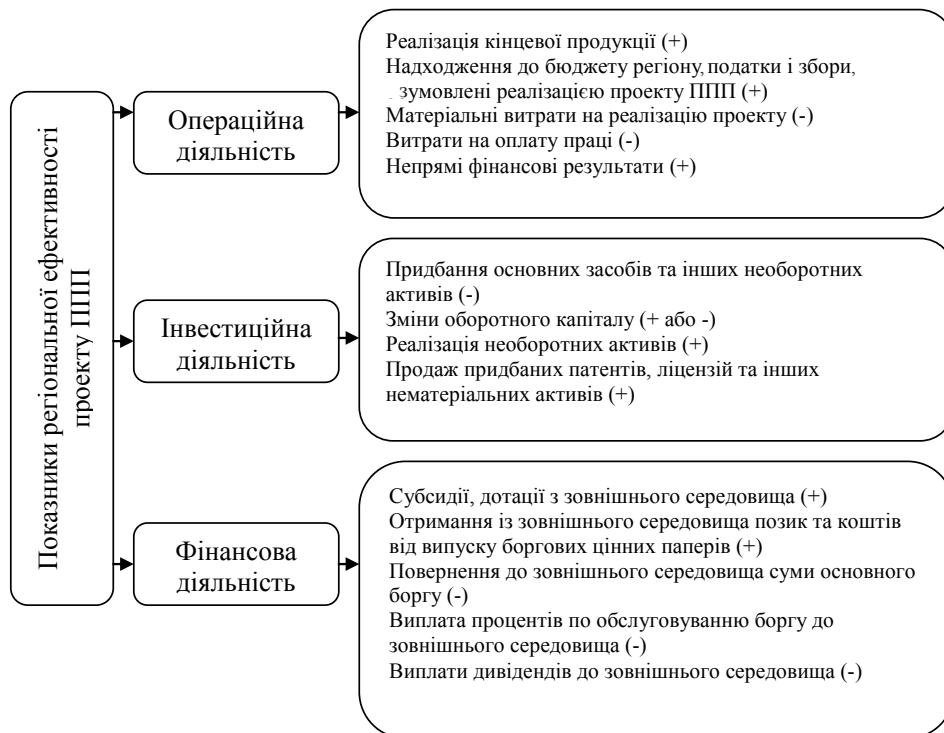 Показники регіональної ефективності
проекту ППП
Операційна
діяльність
Реалізація кінцевої продукції (+)
Надходження до бюджету регіону, податки і збори,
зумовлені реалізацією проекту ППП (+)
Матеріальні витрати на реалізацію проекту (-)
Витрати на оплату праці (-)
Непрямі фінансові результати (+)
Інвестиційна
діяльність
Придбання основних засобів та інших необоротних
активів (-)
Зміни оборотного капіталу (+ або -)
Реалізація необоротних активів (+)
Продаж придбаних патентів, ліцензій та інших
нематеріальних активів (+)
Фінансова
діяльність
Субсидії, дотації з зовнішнього середовища (+)
Отримання із зовнішнього середовища позик та коштів
від випуску боргових цінних паперів (+)
Повернення до зовнішнього середовища суми основного
боргу (-)
Виплата процентів по обслуговуванню боргу до
зовнішнього середовища (-)
Виплати дивідендів до зовнішнього середовища (-)